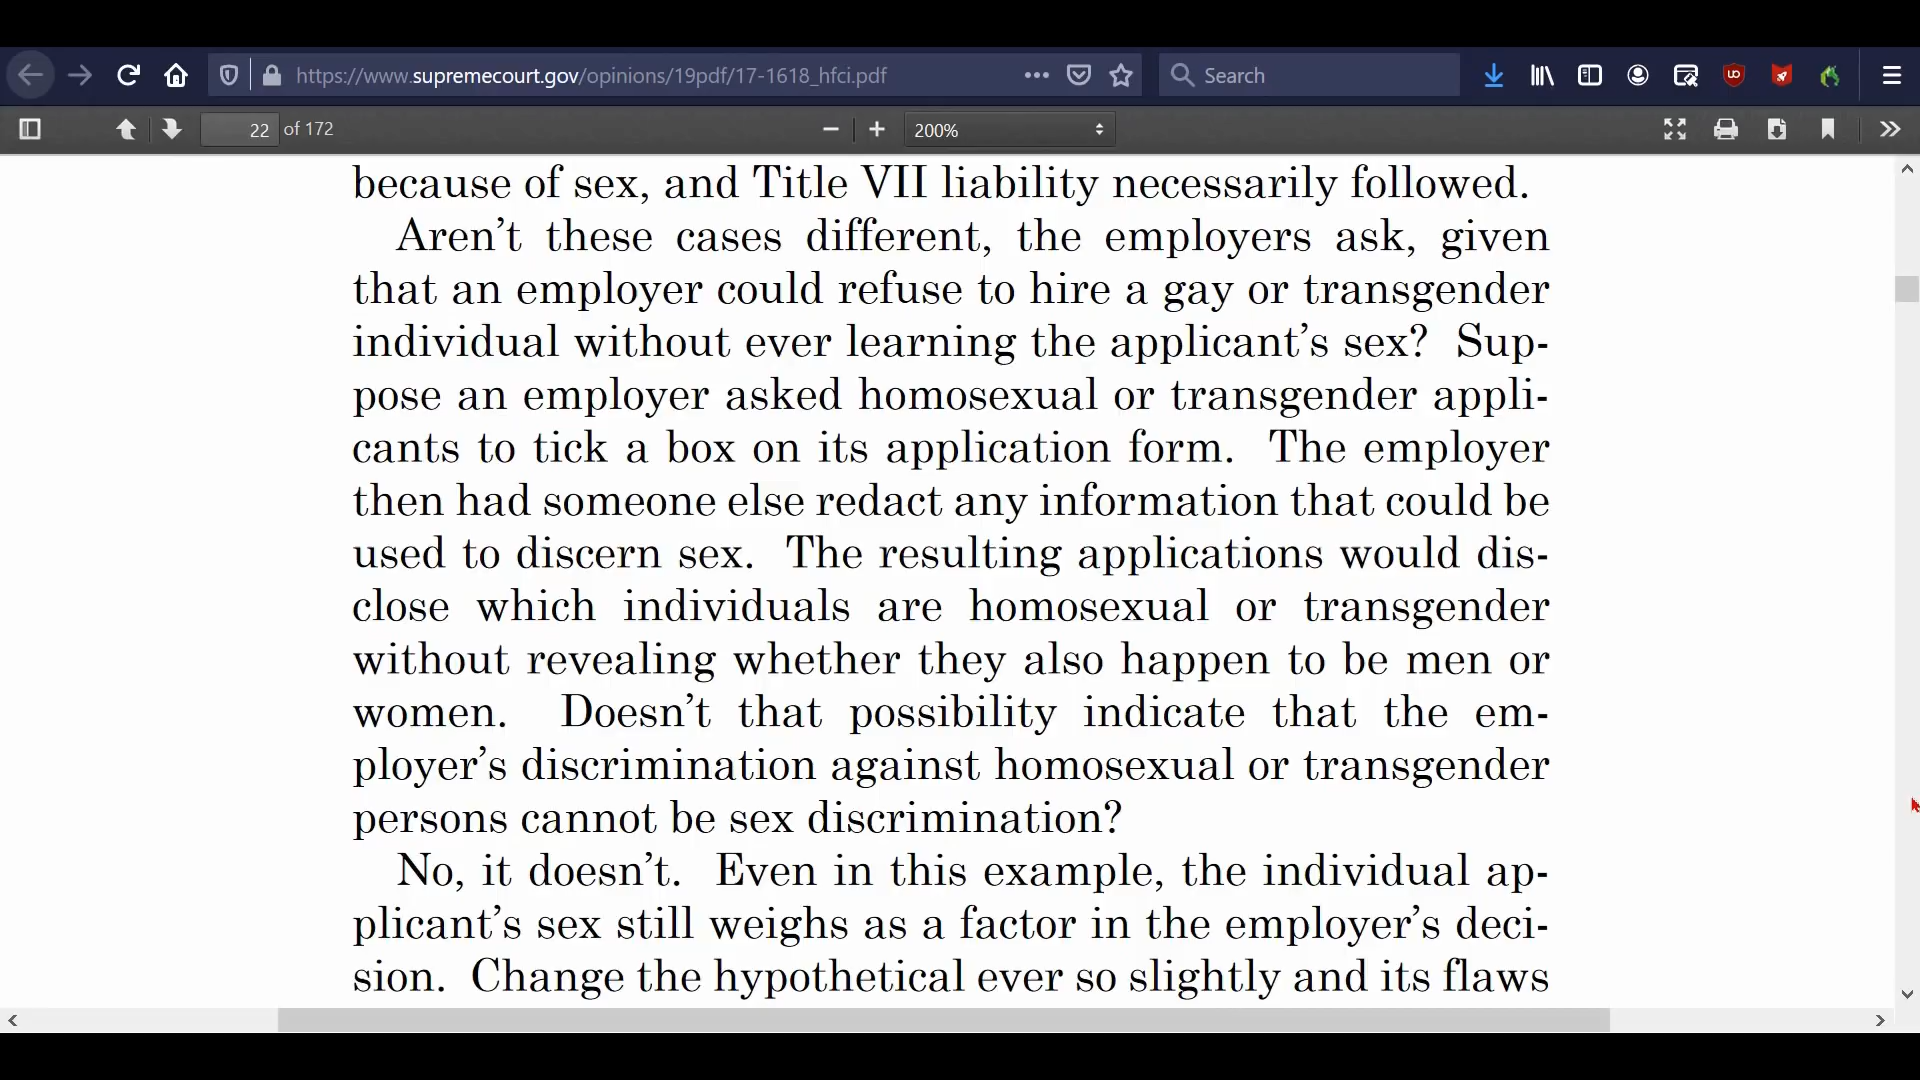 https://www.supremecourt.gov/opinions/19pdf/17-1618_hfci.pdf
Search
22 of 172
200%
because of sex, and Title VII liability necessarily followed.
Aren’t these cases different, the employers ask, given
that an employer could refuse to hire a gay or transgender
individual without ever learning the applicant’s sex? Sup-
pose an employer asked homosexual or transgender appli-
cants to tick a box on its application form. The employer
then had someone else redact any information that could be
used to discern sex. The resulting applications would dis-
close which individuals are homosexual or transgender
without revealing whether they also happen to be men or
women. Doesn’t that possibility indicate that the em-
ployer’s discrimination against homosexual or transgender
persons cannot be sex discrimination?
No, it doesn’t. Even in this example, the individual ap-
plicant’s sex still weighs as a factor in the employer’s deci-
sion. Change the hypothetical ever so slightly and its flaws